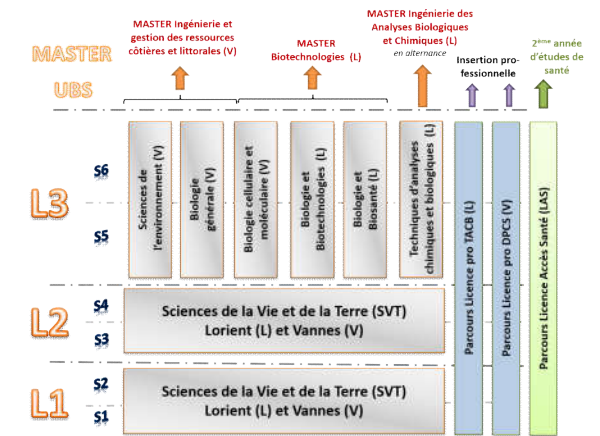 MASTER
UBS
MASTER Ingénierie et
gestion des ressources
côtières et littorales (V)
MASTER
Biotechnologies (L)
MASTER Ingénierie des
Analyses Biologiques
et Chimiques (L)
en alternance
Insertion pro-
fessionnelle
2ème année
d'études de
santé
L3
S6
S5
Sciences de
l'environnement (V)
Biologie
générale (V)
Biologie cellulaire et
moléculaire (V)
Biologie et
Biotechnologies (L)
Biologie et
Biosanté (L)
Techniques d'analyses
chimiques et biologiques (L)
Parcours Licence pro TACB (L)
Parcours Licence pro DPCS (V)
Parcours Licence Accès Santé (LAS)
L2
S4
S3
Sciences de la Vie et de la Terre (SVT)
Lorient (L) et Vannes (V)
L1
S2
S1
Sciences de la Vie et de la Terre (SVT)
Lorient (L) et Vannes (V)